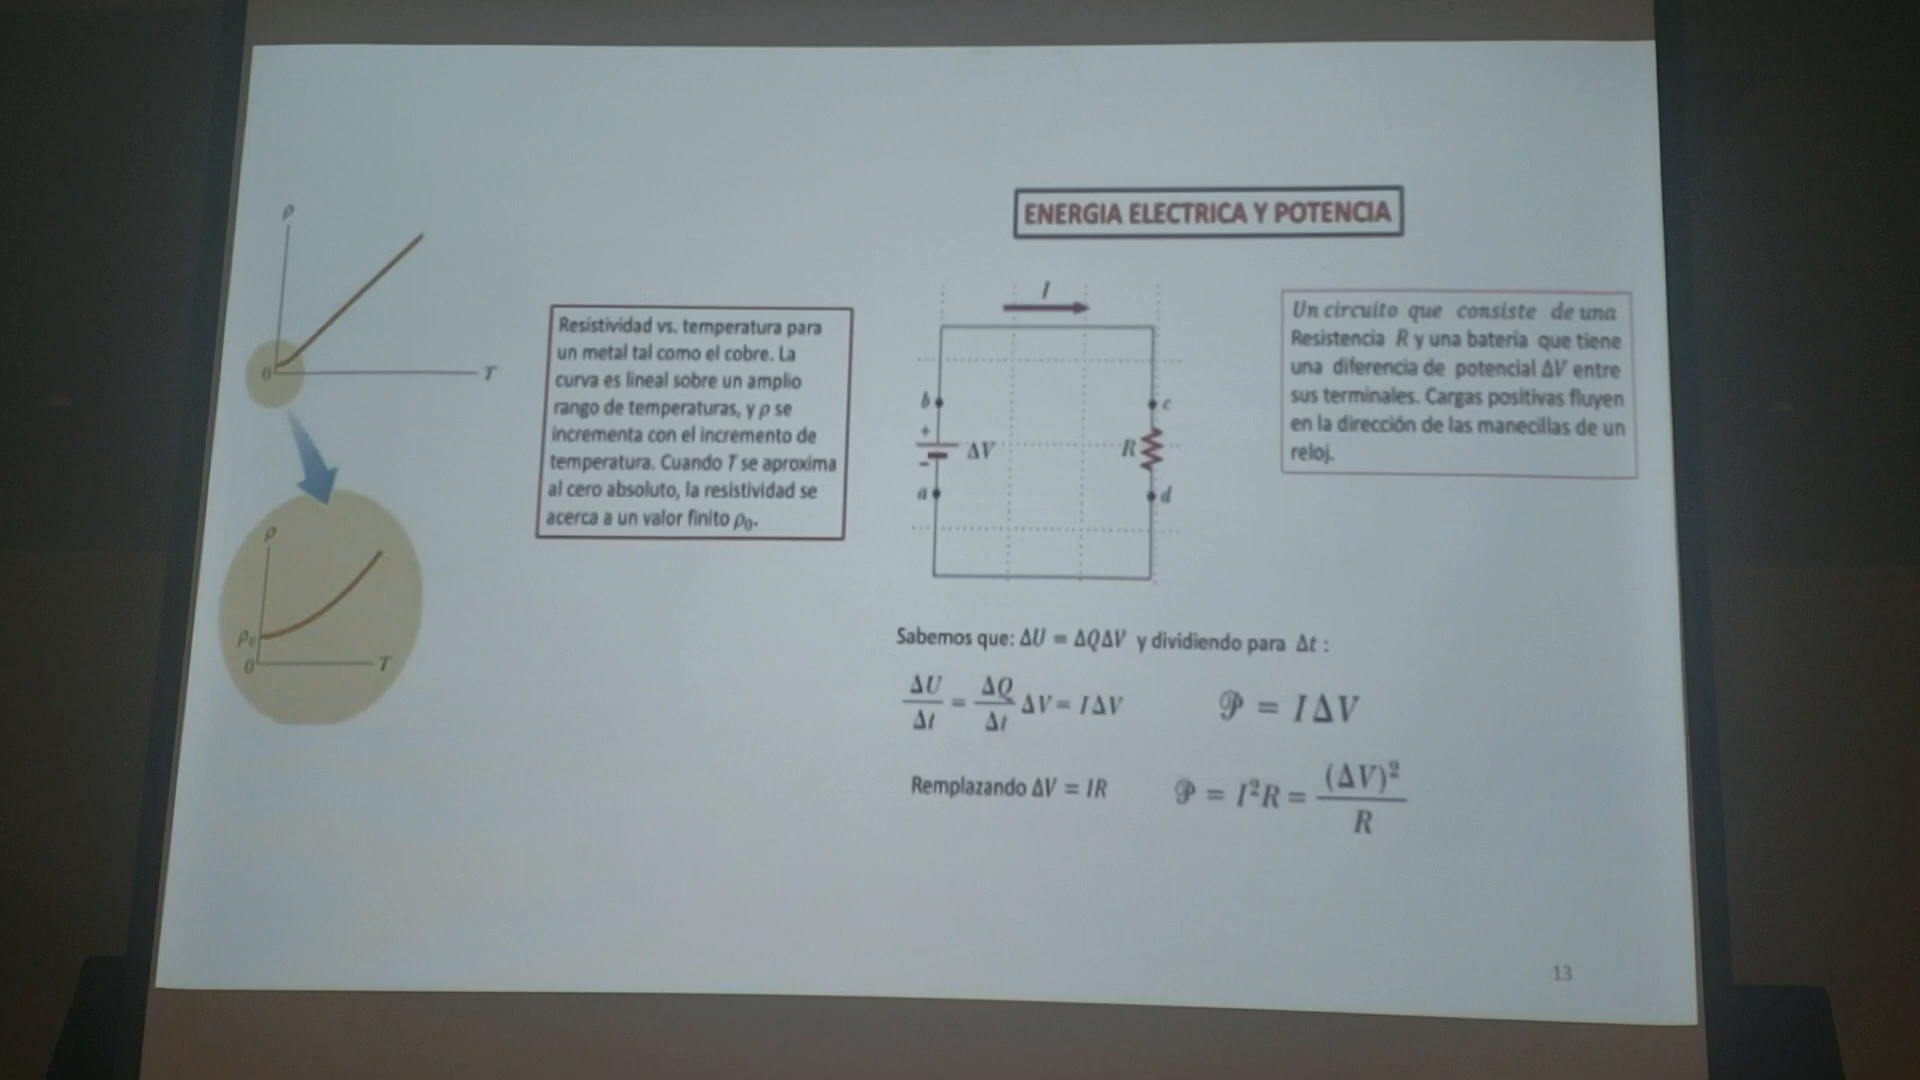 ρ
0
T
ρ
ρ₀
0
T
Resistividad vs. temperatura para
un metal tal como el cobre. La
curva es lineal sobre un amplio
rango de temperaturas, y ρ se
incrementa con el incremento de
temperatura. Cuando T se aproxima
al cero absoluto, la resistividad se
acerca a un valor finito ρ₀.
ENERGIA ELECTRICA Y POTENCIA
I
b
c
+
ΔV
R
−
a
d
Un circuito que consiste de una
Resistencia R y una batería que tiene
una diferencia de potencial ΔV entre
sus terminales. Cargas positivas fluyen
en la dirección de las manecillas de un
reloj.
Sabemos que: ΔU = ΔQΔV y dividiendo para Δt :
ΔU/Δt = ΔQ/Δt ΔV = IΔV
𝒫 = IΔV
Remplazando ΔV = IR
𝒫 = I²R = (ΔV)²/R
13